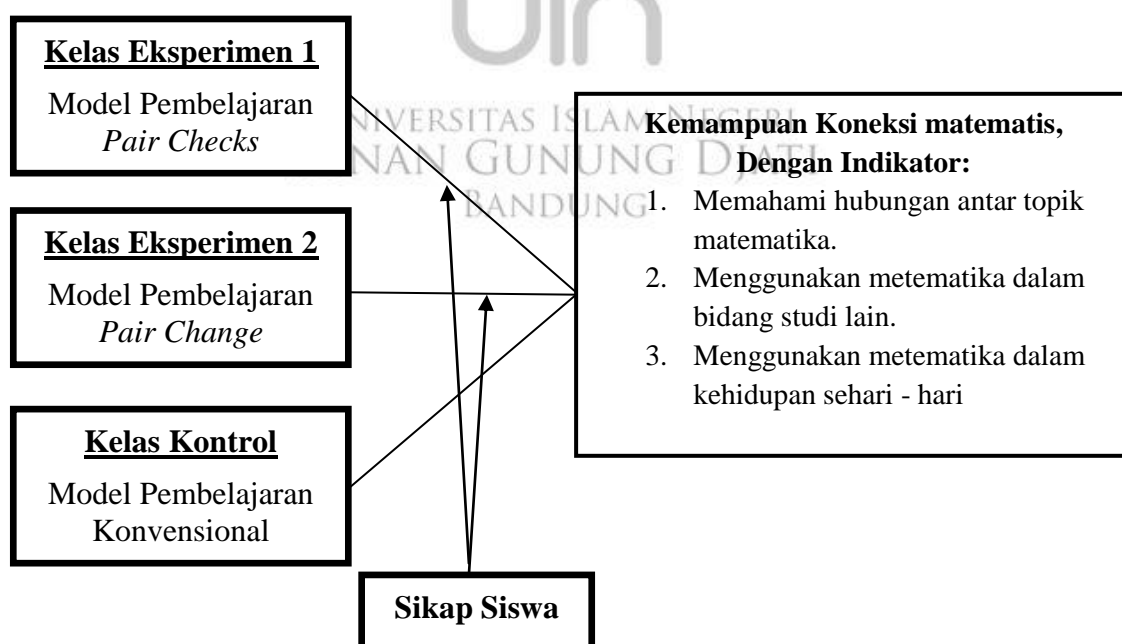 uin
UNIVERSITAS ISLAM NEGERI
SUNAN GUNUNG DJATI
BANDUNG
Kelas Eksperimen 1
Model Pembelajaran
Pair Checks
Kelas Eksperimen 2
Model Pembelajaran
Pair Change
Kelas Kontrol
Model Pembelajaran
Konvensional
Kemampuan Koneksi matematis,
Dengan Indikator:
1. Memahami hubungan antar topik
matematika.
2. Menggunakan metematika dalam
bidang studi lain.
3. Menggunakan metematika dalam
kehidupan sehari - hari
Sikap Siswa